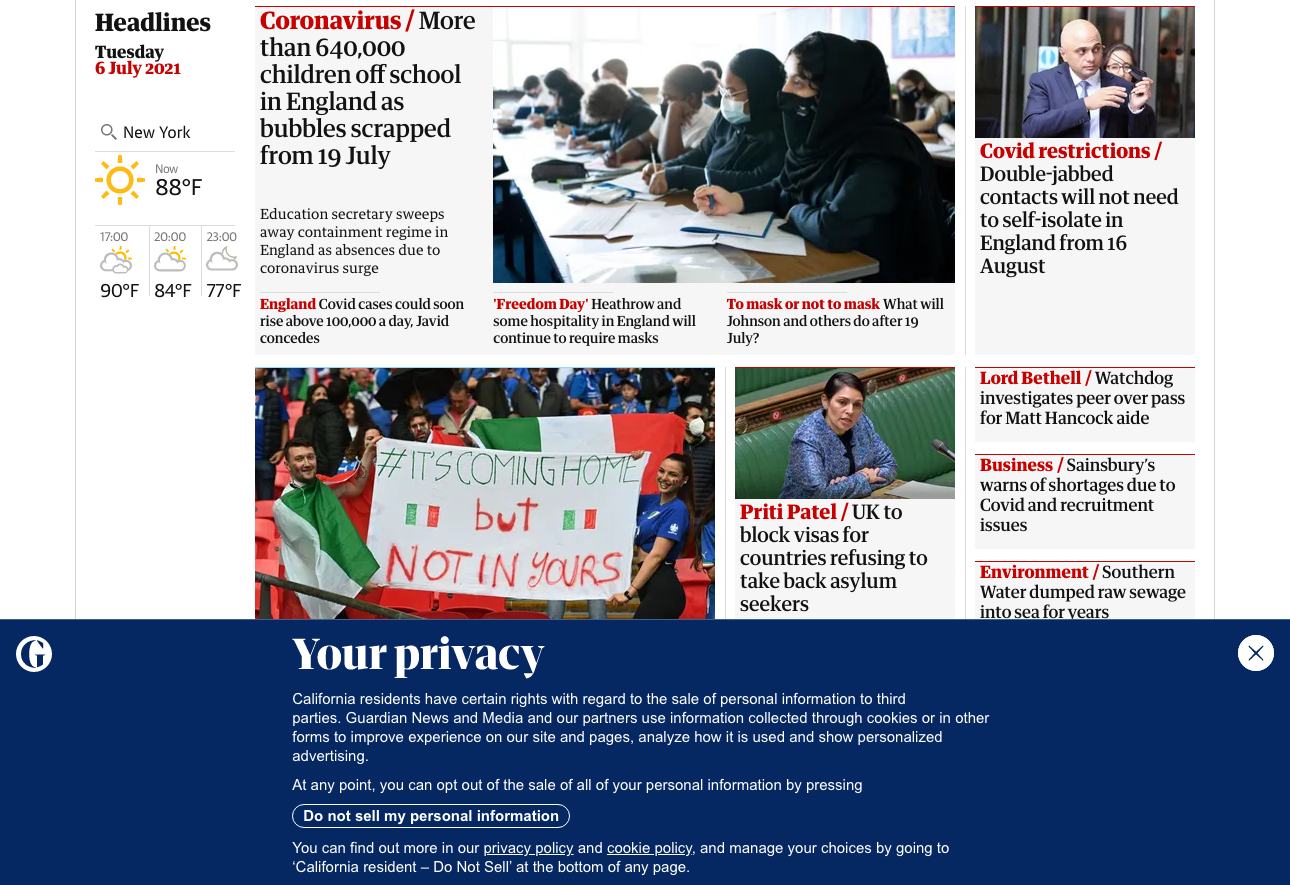 Headlines
Tuesday
6 July 2021
New York
Now
88°F
17:00
20:00
23:00
90°F
84°F
77°F
Coronavirus / More
than 640,000
children off school
in England as
bubbles scrapped
from 19 July
Education secretary sweeps
away containment regime in
England as absences due to
coronavirus surge
England Covid cases could soon
rise above 100,000 a day, Javid
concedes
'Freedom Day' Heathrow and
some hospitality in England will
continue to require masks
To mask or not to mask What will
Johnson and others do after 19
July?
Covid restrictions /
Double-jabbed
contacts will not need
to self-isolate in
England from 16
August
#IT'S COMING HOME
but
NOT IN YOURS
Priti Patel / UK to
block visas for
countries refusing to
take back asylum
seekers
Lord Bethell / Watchdog
investigates peer over pass
for Matt Hancock aide
Business / Sainsbury’s
warns of shortages due to
Covid and recruitment
issues
Environment / Southern
Water dumped raw sewage
into sea for years
G
Your privacy
California residents have certain rights with regard to the sale of personal information to third
parties. Guardian News and Media and our partners use information collected through cookies or in other
forms to improve experience on our site and pages, analyze how it is used and show personalized
advertising.
At any point, you can opt out of the sale of all of your personal information by pressing
Do not sell my personal information
You can find out more in our privacy policy and cookie policy, and manage your choices by going to
‘California resident – Do Not Sell’ at the bottom of any page.